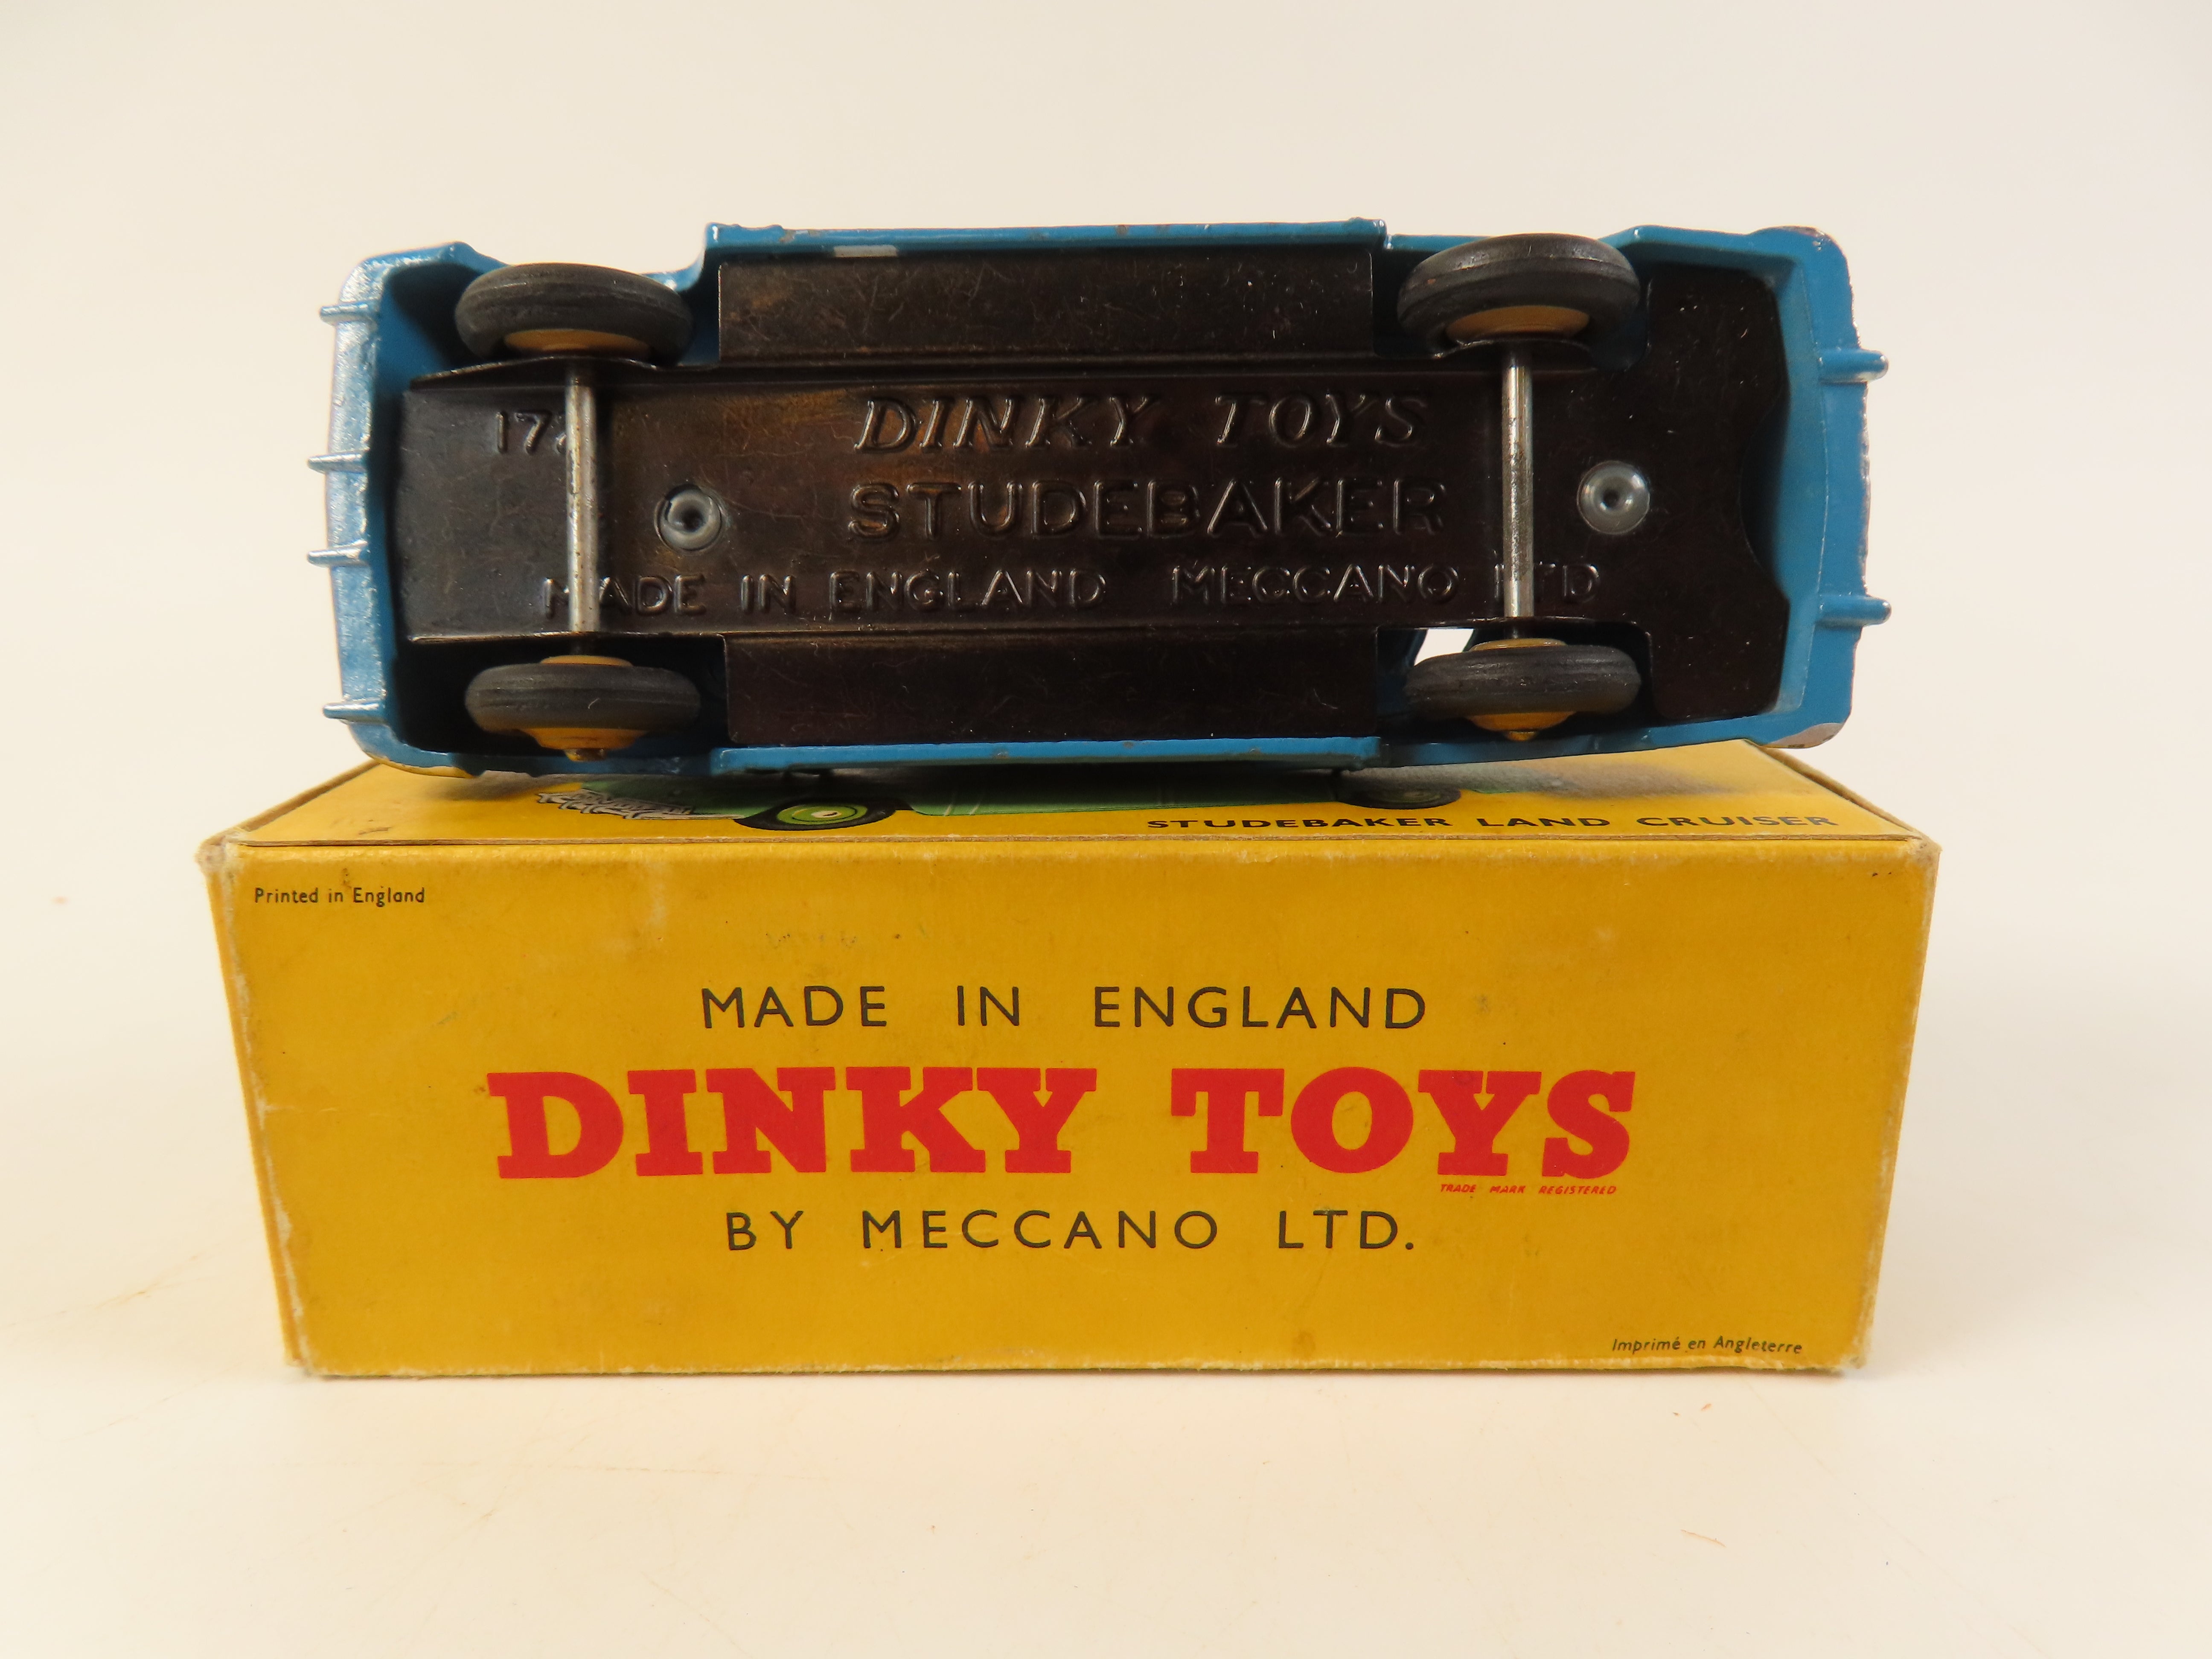 DINKY TOYS
STUDEBAKER
MADE IN ENGLAND MECCANO LTD
STUDEBAKER LAND CRUISER
Printed in England
MADE IN ENGLAND
DINKY TOYS
TRADE MARK REGISTERED
BY MECCANO LTD.
Imprimé en Angleterre